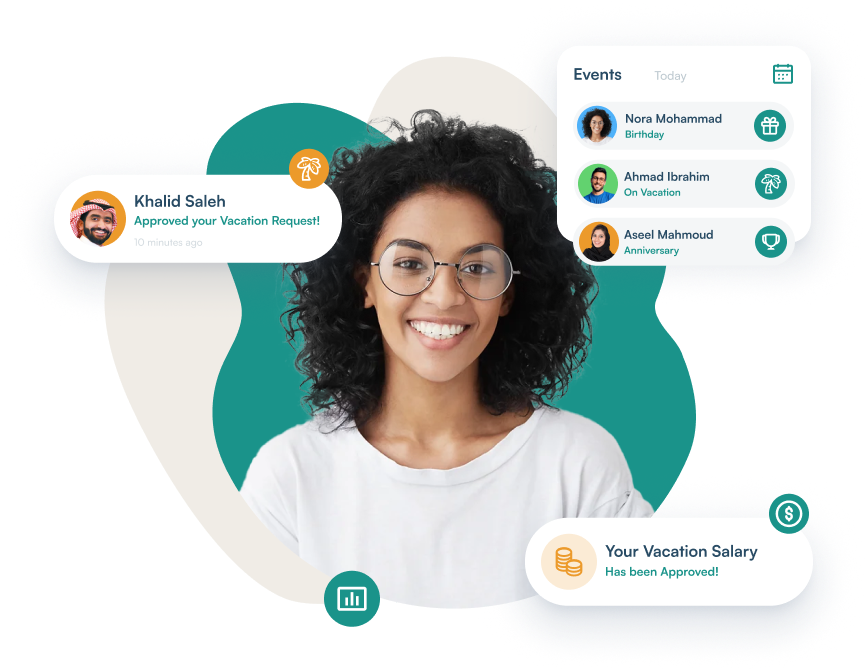 Events
Today
Nora Mohammad
Birthday
Ahmad Ibrahim
On Vacation
Aseel Mahmoud
Anniversary
Khalid Saleh
Approved your Vacation Request!
10 minutes ago
Your Vacation Salary
Has been Approved!